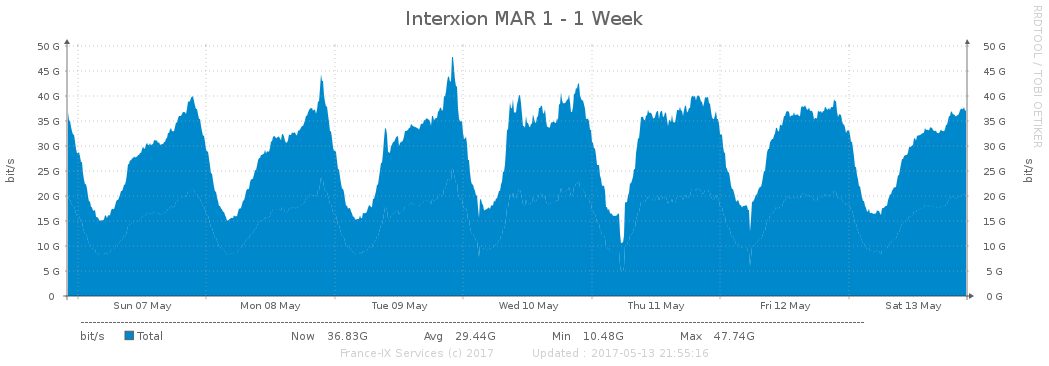 Interxion MAR 1 - 1 Week
RRDTOOL / TOBI OETIKER
bit/s
50 G
45 G
40 G
35 G
30 G
25 G
20 G
15 G
10 G
5 G
0
50 G
45 G
40 G
35 G
30 G
25 G
20 G
15 G
10 G
5 G
0 G
bit/s
Sun 07 May Mon 08 May Tue 09 May Wed 10 May Thu 11 May Fri 12 May Sat 13 May
bit/s Total Now 36.83G Avg 29.44G Min 10.48G Max 47.74G
France-IX Services (c) 2017 Updated : 2017-05-13 21:55:16